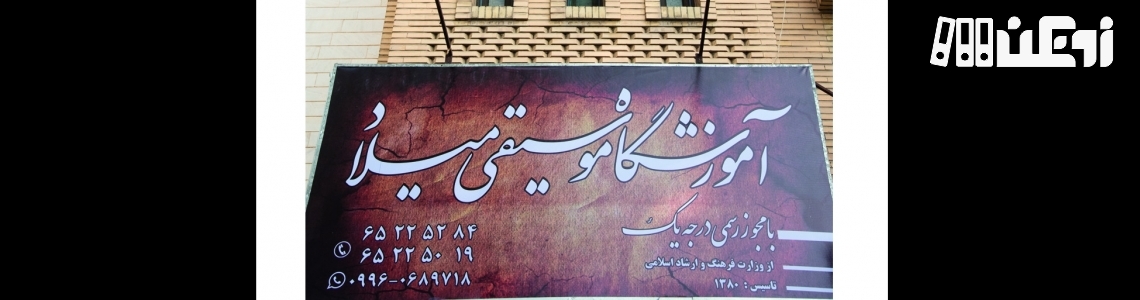 آموزشگاه موسیقی میلاد
با مجوز رسمی درجه یک
از وزارت فرهنگ و ارشاد اسلامی
تاسیس : ۱۳۸۰
۶۵ ۲۲ ۵۲ ۸۴
۶۵ ۲۲ ۵۰ ۱۹
۰۹۹۶-۰۶۸۹۷۱۸